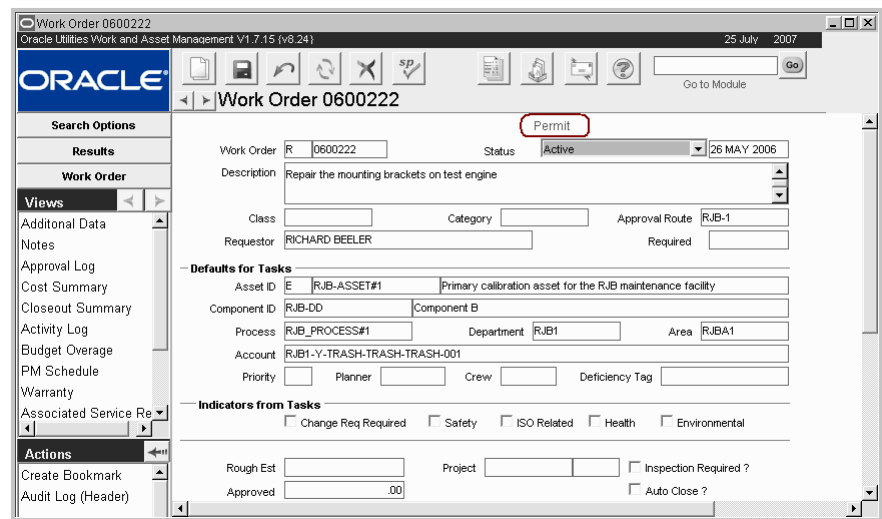 Work Order 0600222
Oracle Utilities Work and Asset Management V1.7.15 {v8.24} 25 July 2007
ORACLE
sp
Go
Go to Module
Work Order 0600222
Search Options
Results
Work Order
Views
Additonal Data
Notes
Approval Log
Cost Summary
Closeout Summary
Activity Log
Budget Overage
PM Schedule
Warranty
Associated Service Re
Actions
Create Bookmark
Audit Log (Header)
Permit
Work Order R 0600222 Status Active 26 MAY 2006
Description Repair the mounting brackets on test engine
Class Category Approval Route RJB-1
Requestor RICHARD BEELER Required
Defaults for Tasks
Asset ID E RJB-ASSET#1 Primary calibration asset for the RJB maintenance facility
Component ID RJB-DD Component B
Process RJB_PROCESS#1 Department RJB1 Area RJBA1
Account RJB1-Y-TRASH-TRASH-TRASH-001
Priority Planner Crew Deficiency Tag
Indicators from Tasks
Change Req Required Safety ISO Related Health Environmental
Rough Est Project Inspection Required ?
Approved .00 Auto Close ?